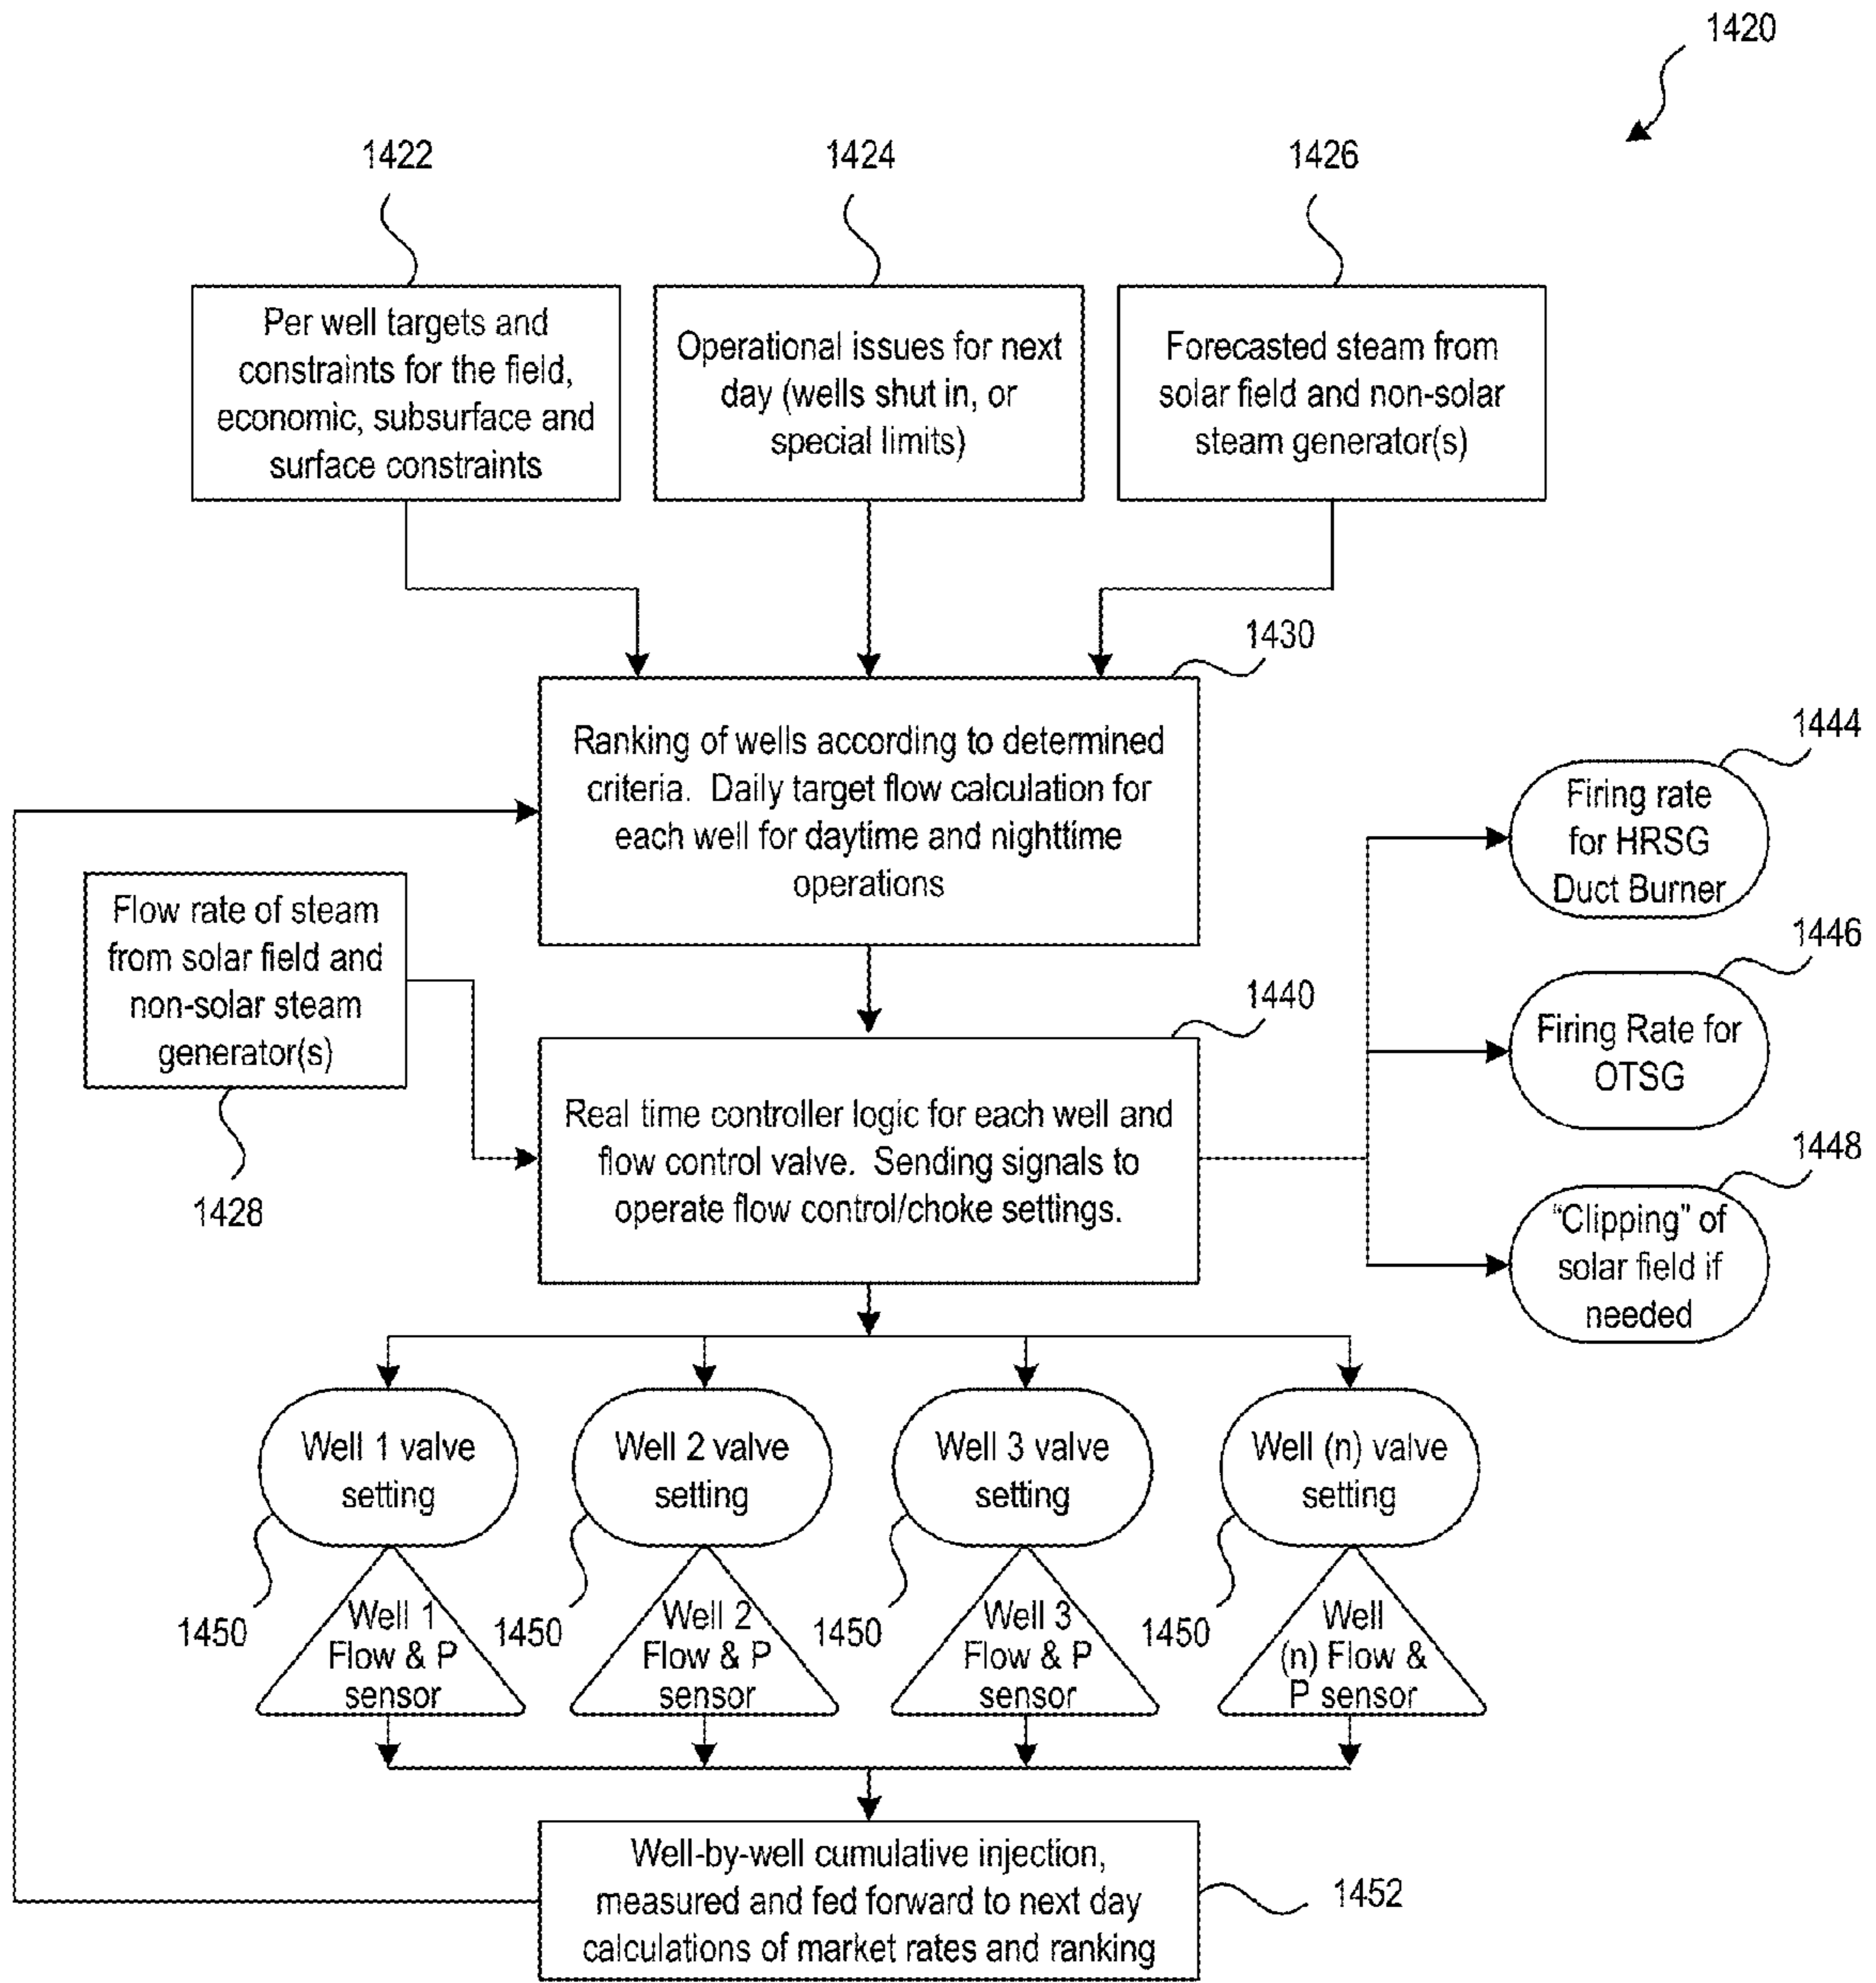 1420
1422
1424
1426
Per well targets and
constraints for the field,
economic, subsurface and
surface constraints
Operational issues for next
day (wells shut in, or
special limits)
Forecasted steam from
solar field and non-solar
steam generator(s)
1430
Ranking of wells according to determined
criteria. Daily target flow calculation for
each well for daytime and nighttime
operations
1444
Firing rate
for HRSG
Duct Burner
Flow rate of steam
from solar field and
non-solar steam
generator(s)
1428
1446
Firing Rate for
OTSG
1440
Real time controller logic for each well and
flow control valve. Sending signals to
operate flow control/choke settings.
1448
“Clipping” of
solar field if
needed
Well 1 valve
setting
Well 2 valve
setting
Well 3 valve
setting
Well (n) valve
setting
1450
Well 1
Flow & P
sensor
1450
Well 2
Flow & P
sensor
1450
Well 3
Flow & P
sensor
1450
Well
(n) Flow &
P sensor
Well-by-well cumulative injection,
measured and fed forward to next day
calculations of market rates and ranking
1452